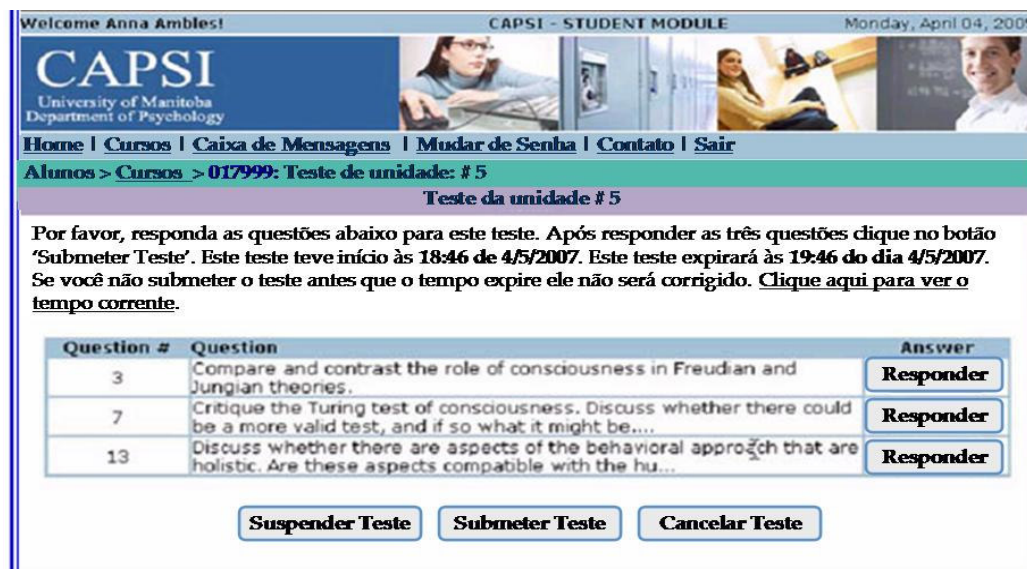 Welcome Anna Ambles! CAPSI - STUDENT MODULE Monday, April 04, 200
CAPSI
University of Manitoba
Department of Psychology
Home | Cursos | Caixa de Mensagens | Mudar de Senha | Contato | Sair
Alunos > Cursos > 017999: Teste de unidade: # 5
Teste da unidade # 5
Por favor, responda as questões abaixo para este teste. Após responder as três questões clique no botão
‘Submeter Teste’. Este teste teve início às 18:46 de 4/5/2007. Este teste expirará às 19:46 do dia 4/5/2007.
Se você não submeter o teste antes que o tempo expire ele não será corrigido. Clique aqui para ver o
tempo corrente.
Question # Question Answer
3 Compare and contrast the role of consciousness in Freudian and
Jungian theories. Responder
7 Critique the Turing test of consciousness. Discuss whether there could
be a more valid test, and if so what it might be.... Responder
13 Discuss whether there are aspects of the behavioral approach that are
holistic. Are these aspects compatible with the hu... Responder
Suspender Teste Submeter Teste Cancelar Teste